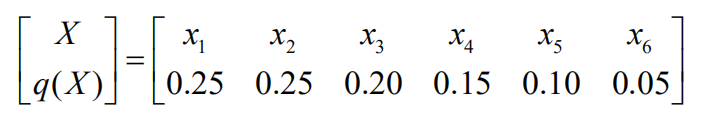 X x₁ x₂ x₃ x₄ x₅ x₆
q(X) = 0.25 0.25 0.20 0.15 0.10 0.05